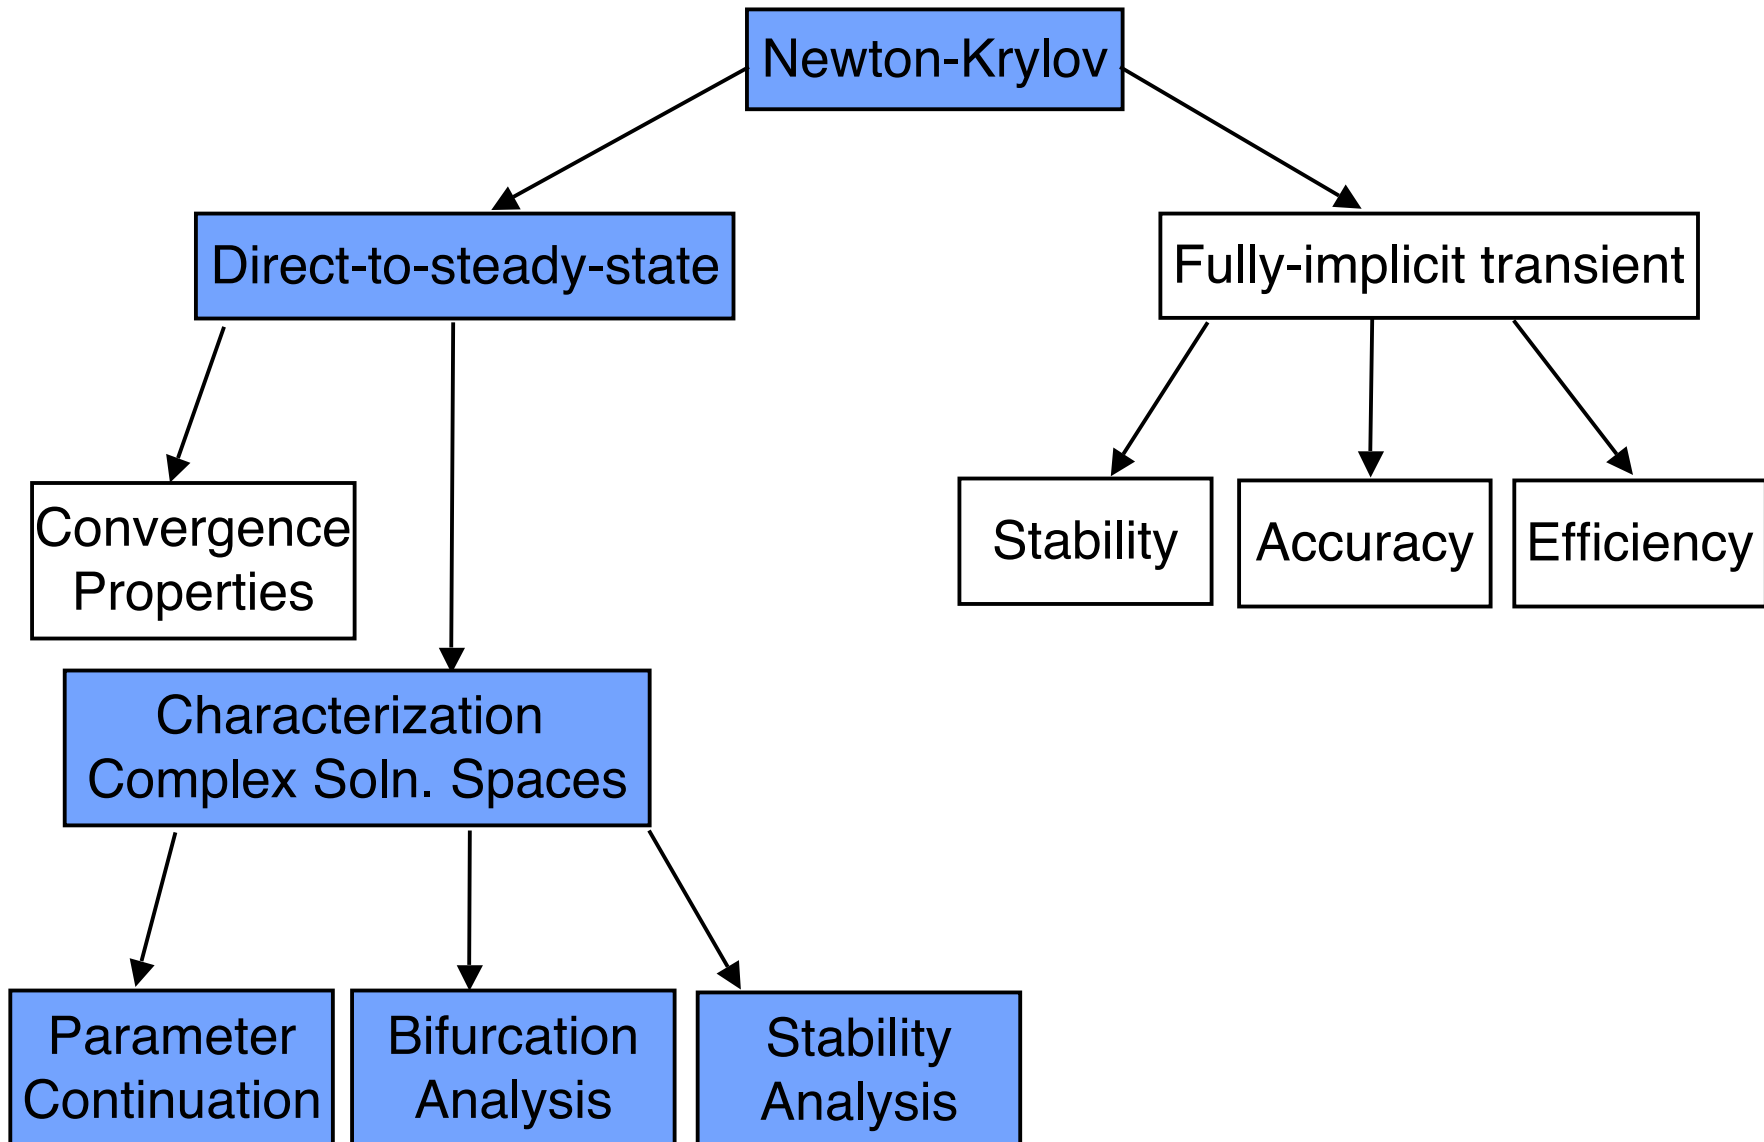 Newton-Krylov
Direct-to-steady-state
Fully-implicit transient
Convergence
Properties
Stability
Accuracy
Efficiency
Characterization
Complex Soln. Spaces
Parameter
Continuation
Bifurcation
Analysis
Stability
Analysis